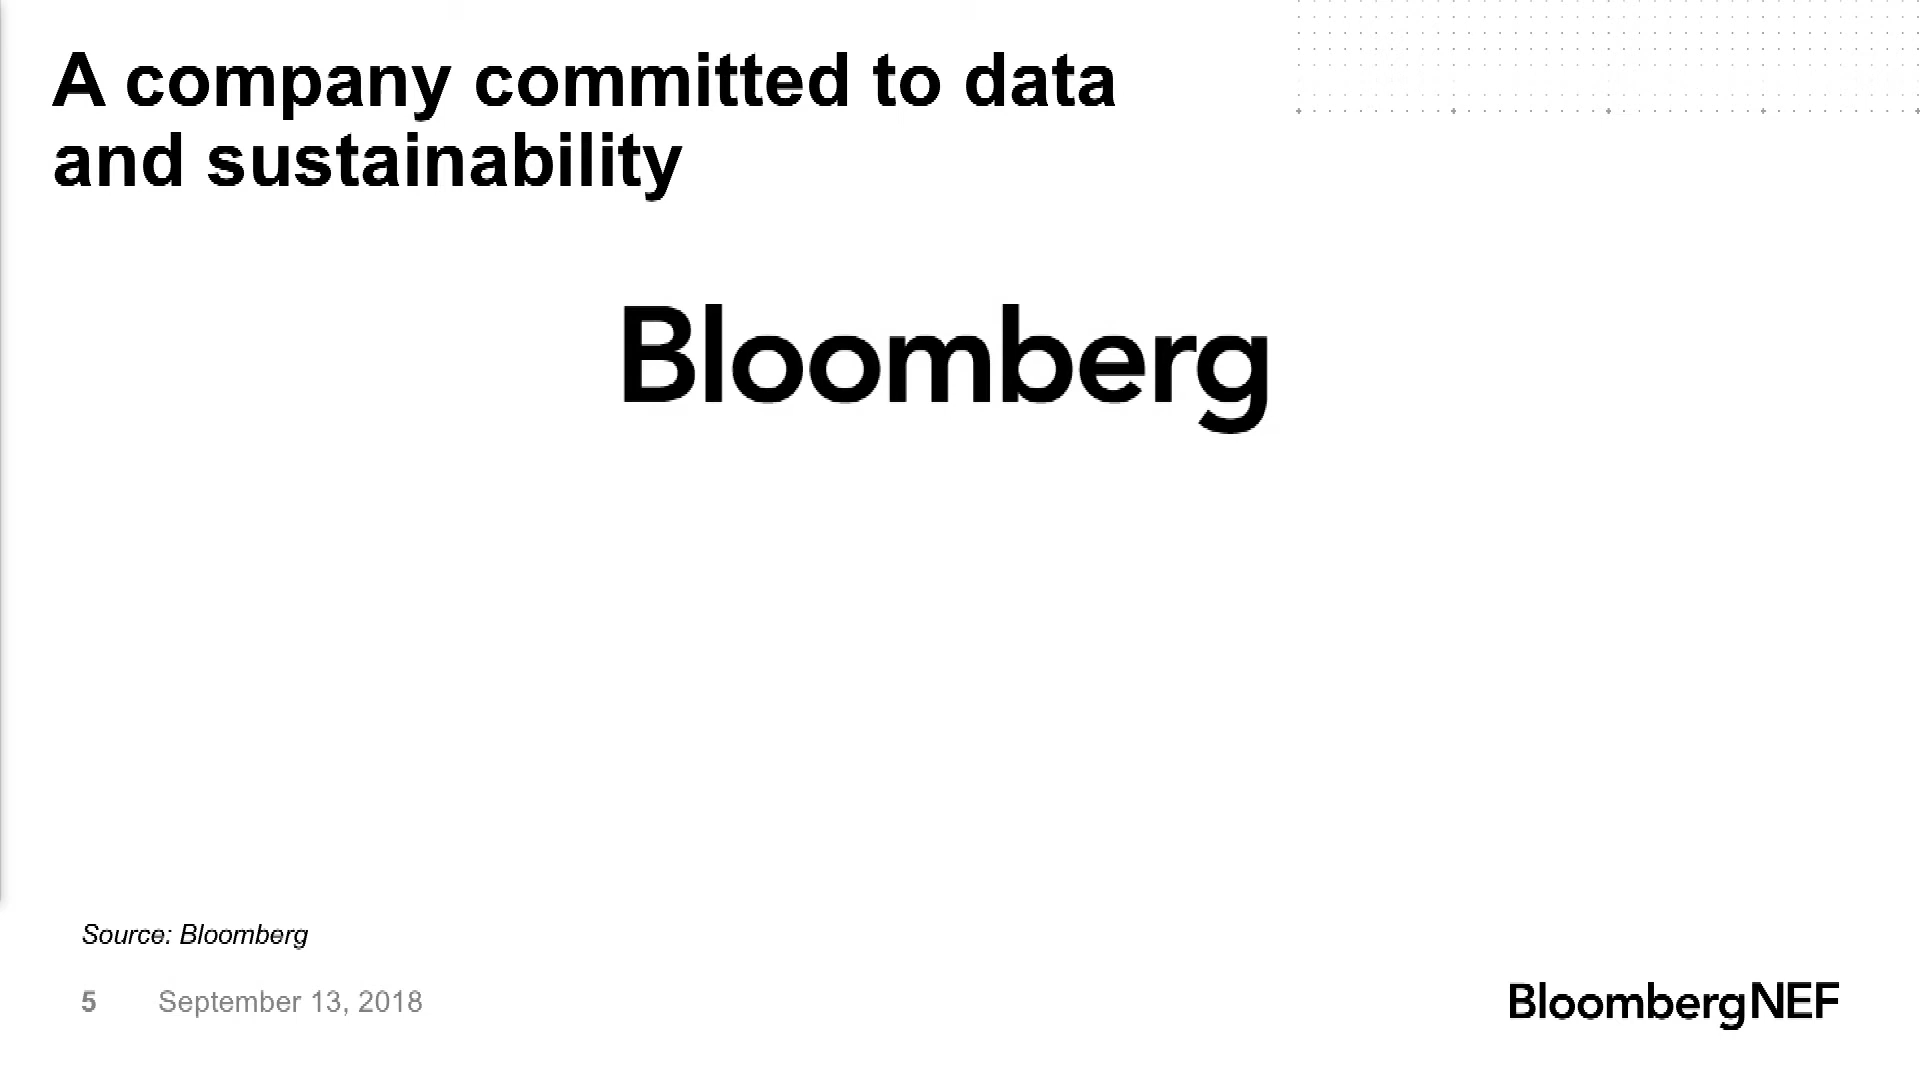 A company committed to data
and sustainability
Bloomberg
Source: Bloomberg
5 September 13, 2018
BloombergNEF